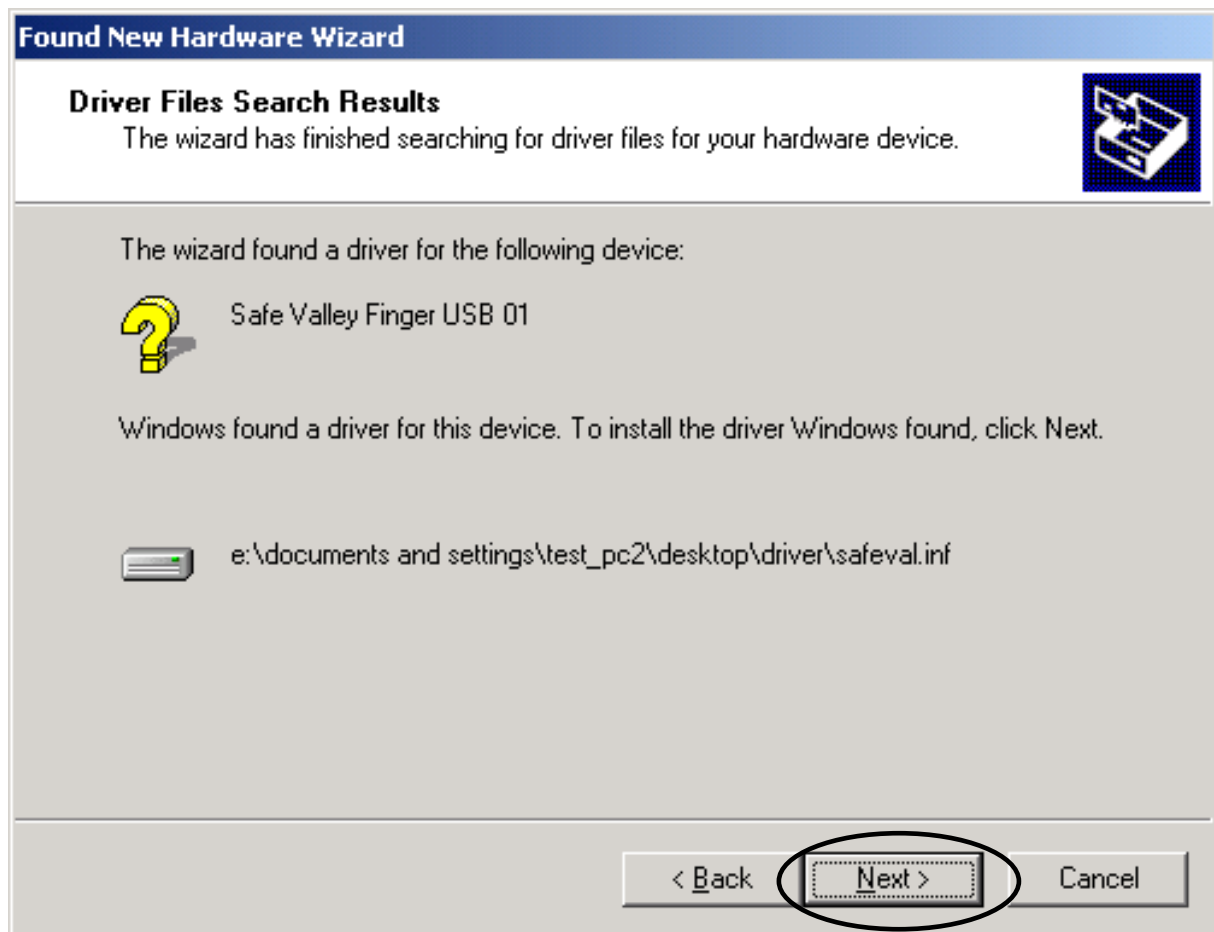 Found New Hardware Wizard
Driver Files Search Results
The wizard has finished searching for driver files for your hardware device.
The wizard found a driver for the following device:
Safe Valley Finger USB 01
Windows found a driver for this device. To install the driver Windows found, click Next.
e:\documents and settings\test_pc2\desktop\driver\safeval.inf
< Back Next > Cancel